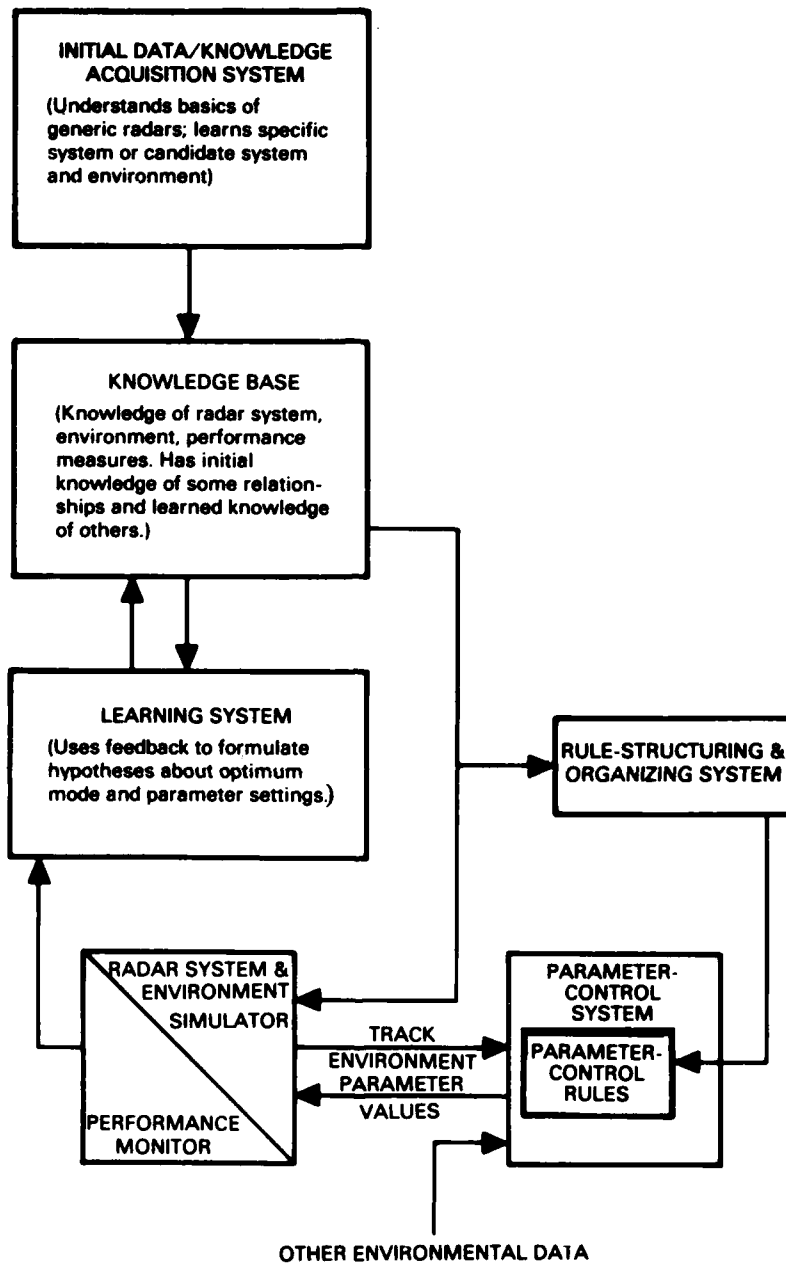 INITIAL DATA/KNOWLEDGE
ACQUISITION SYSTEM
(Understands basics of
generic radars; learns specific
system or candidate system
and environment)
KNOWLEDGE BASE
(Knowledge of radar system,
environment, performance
measures. Has initial
knowledge of some relation-
ships and learned knowledge
of others.)
LEARNING SYSTEM
(Uses feedback to formulate
hypotheses about optimum
mode and parameter settings.)
RULE-STRUCTURING &
ORGANIZING SYSTEM
RADAR SYSTEM &
ENVIRONMENT
SIMULATOR
PERFORMANCE
MONITOR
TRACK
ENVIRONMENT
PARAMETER
VALUES
PARAMETER-
CONTROL
SYSTEM
PARAMETER-
CONTROL
RULES
OTHER ENVIRONMENTAL DATA